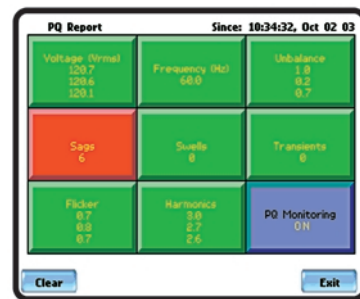 PQ Report Since: 10:34:32, Oct 02 03
Voltage (Vrms)
120.7
120.6
120.1
Frequency (Hz)
60.0
Unbalance
1.0
0.2
0.7
Sags
6
Swells
0
Transients
0
Flicker
0.7
0.8
0.7
Harmonics
3.0
2.7
2.6
PQ Monitoring
ON
Clear Exit